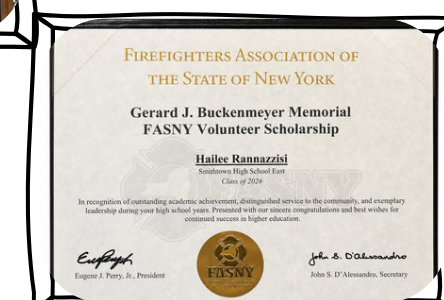 FIREFIGHTERS ASSOCIATION OF
THE STATE OF NEW YORK
Gerard J. Buckenmeyer Memorial
FASNY Volunteer Scholarship
Hailee Rannazzisi
Smithtown High School East
Class of 2026
In recognition of outstanding academic achievement, distinguished service to the community, and exemplary
leadership during your high school years. Presented with our sincere congratulations and best wishes for
continued success in higher education.
FASNY
Eugene J. Perry, Jr., President
John S. D'Alessandro
John S. D'Alessandro, Secretary